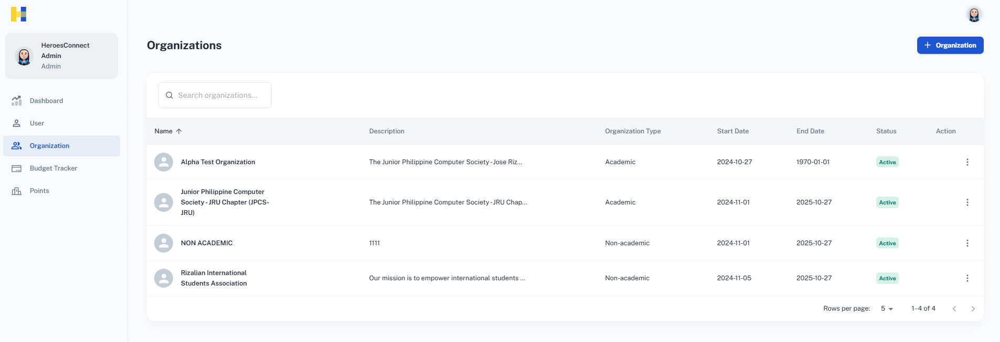 HeroesConnect
Admin
Admin
Dashboard
User
Organization
Budget Tracker
Points
Organizations
+ Organization
Search organizations...
Name Description Organization Type Start Date End Date Status Action
Alpha Test Organization The Junior Philippine Computer Society - Jose Riz... Academic 2024-10-27 1970-01-01 Active
Junior Philippine Computer
Society - JRU Chapter (JPCS-
JRU)
The Junior Philippine Computer Society - JRU Chap... Academic 2024-11-01 2025-10-27 Active
NON ACADEMIC 1111 Non-academic 2024-11-01 2025-10-27 Active
Rizalian International
Students Association
Our mission is to empower international students ... Non-academic 2024-11-05 2025-10-27 Active
Rows per page: 5 1–4 of 4